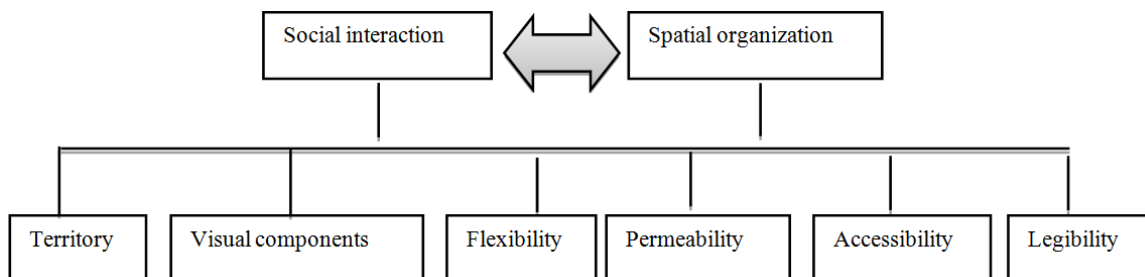 Social interaction
Spatial organization
Territory
Visual components
Flexibility
Permeability
Accessibility
Legibility